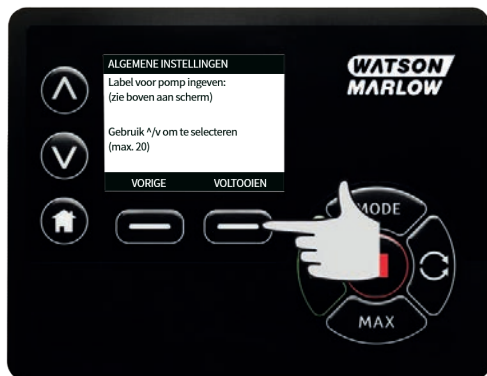 ALGEMENE INSTELLINGEN
Label voor pomp ingeven:
(zie boven aan scherm)
Gebruik ^/v om te selecteren
(max. 20)
VORIGE VOLTOOIEN
WATSON
MARLOW
MODE
MAX